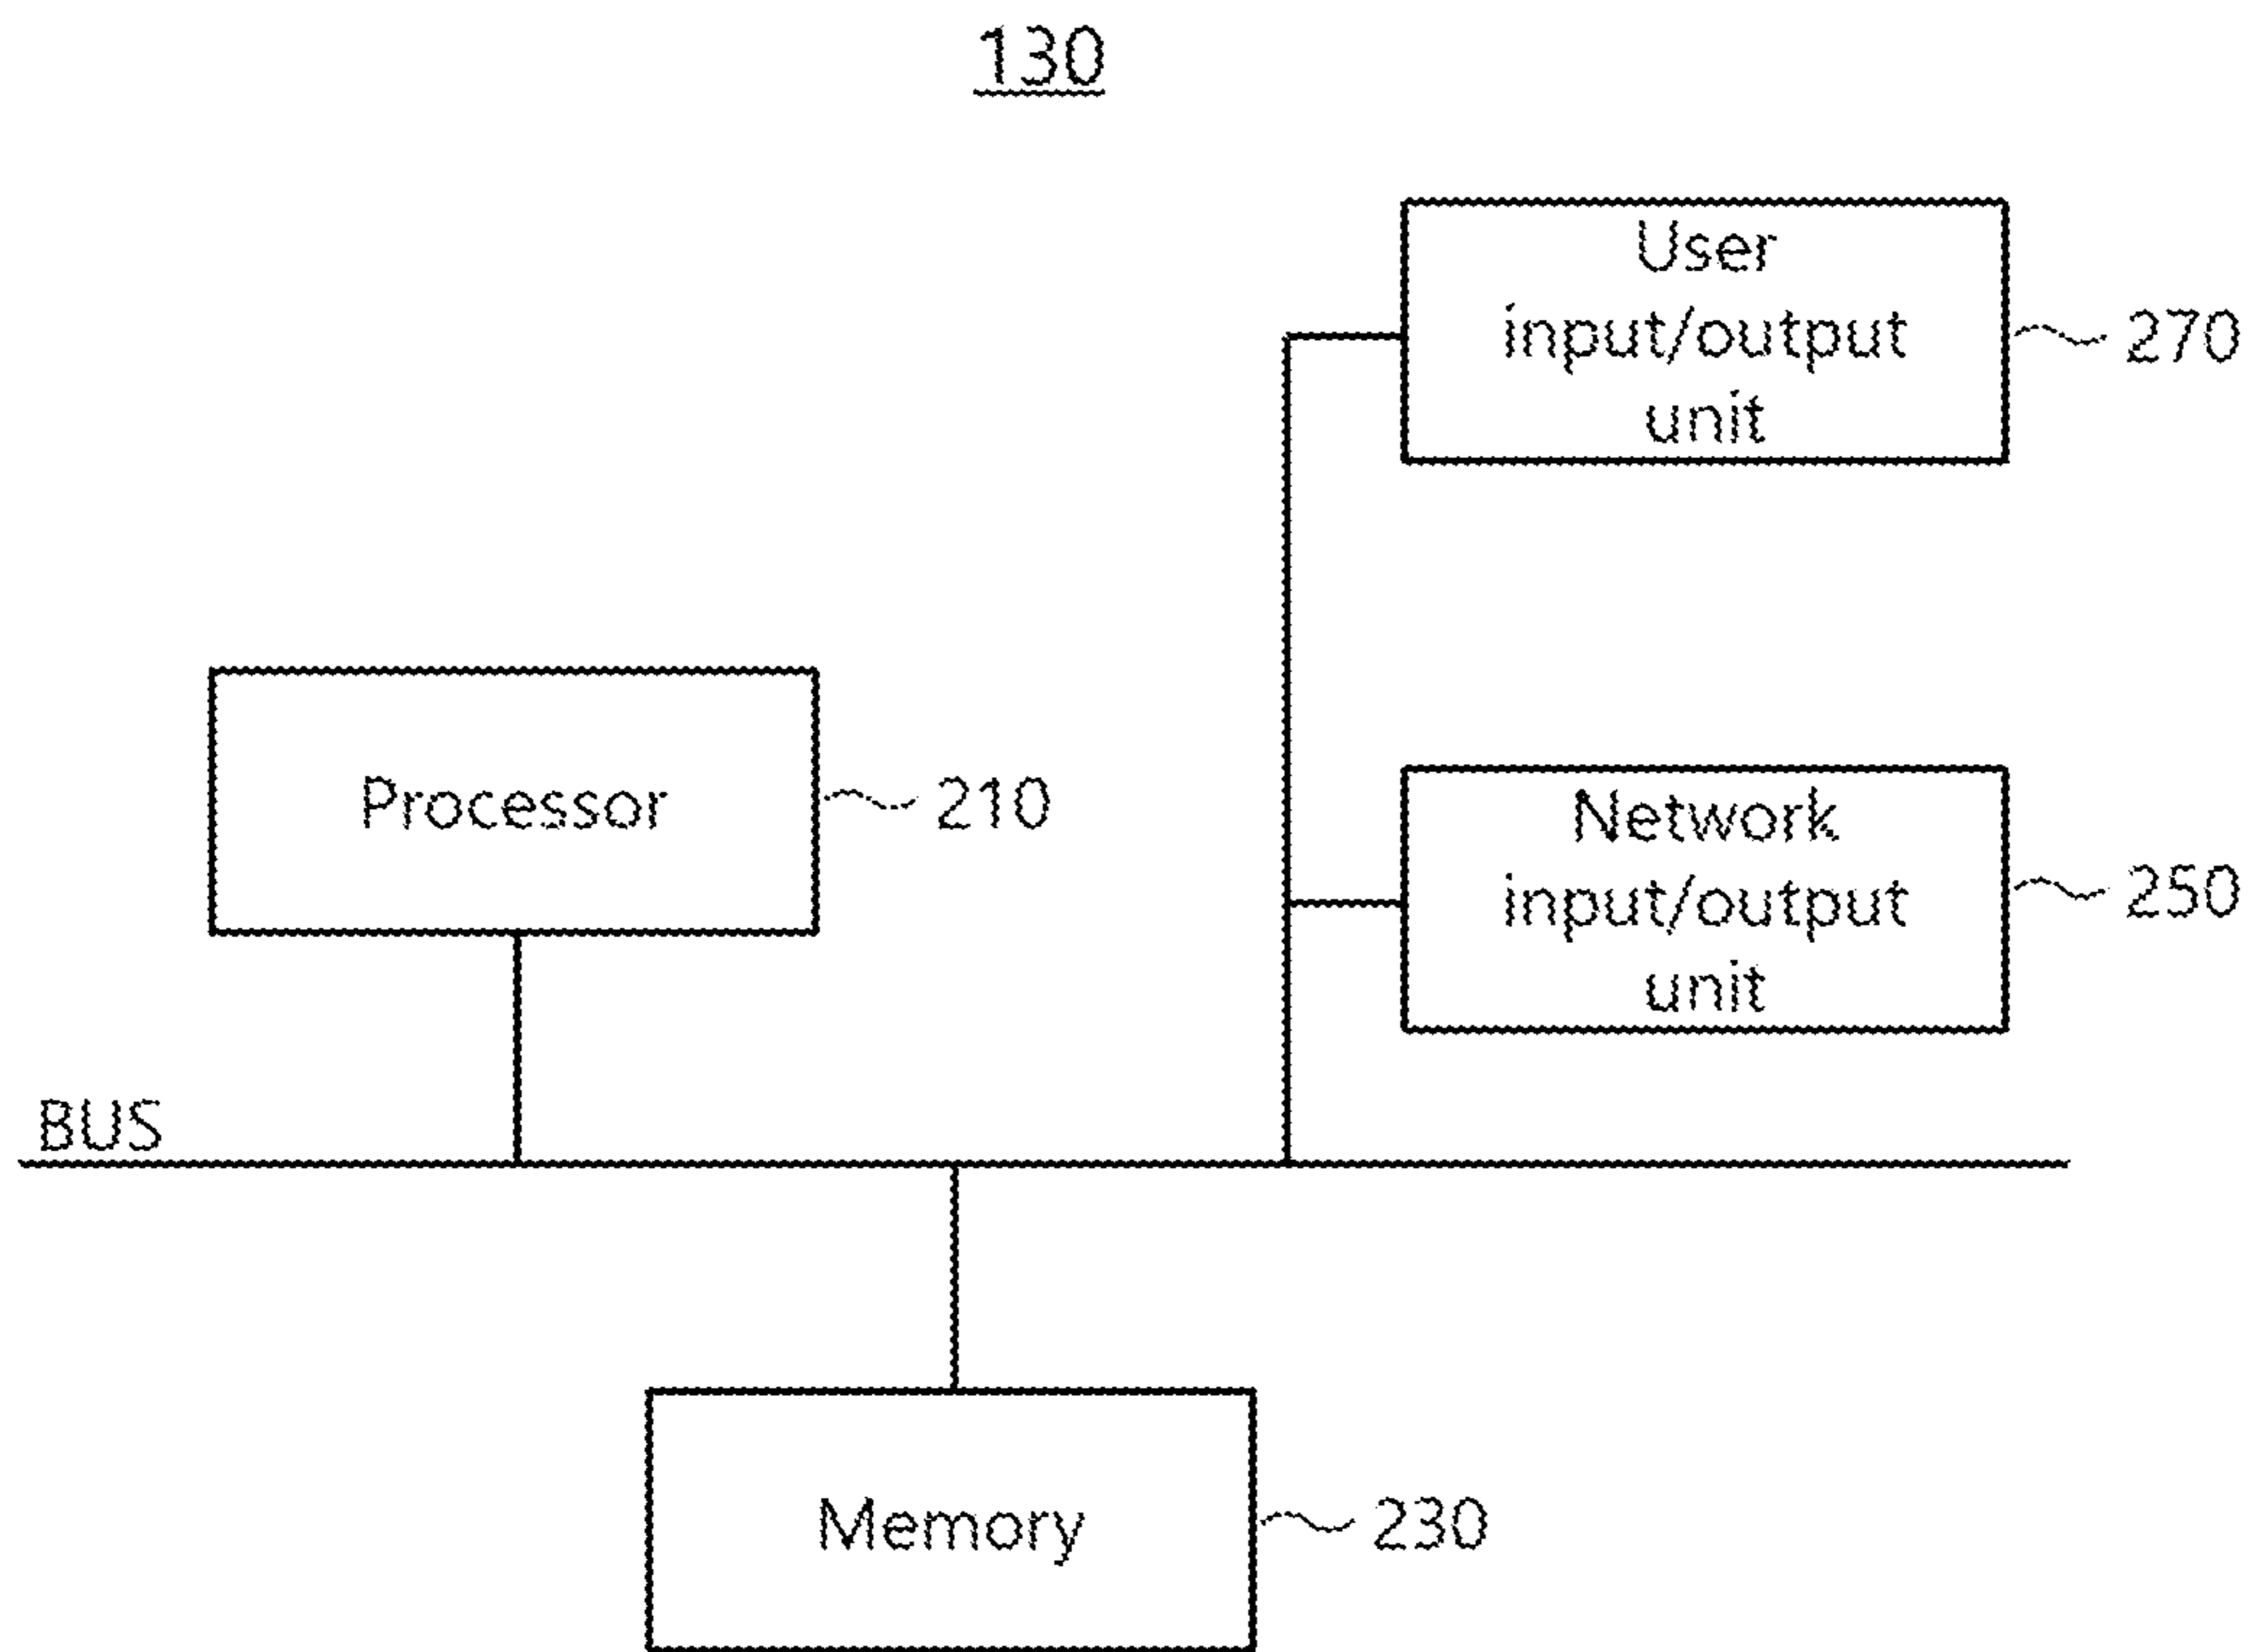 130
User
input/output
unit
270
Processor
210
Network
input/output
unit
250
BUS
Memory
230